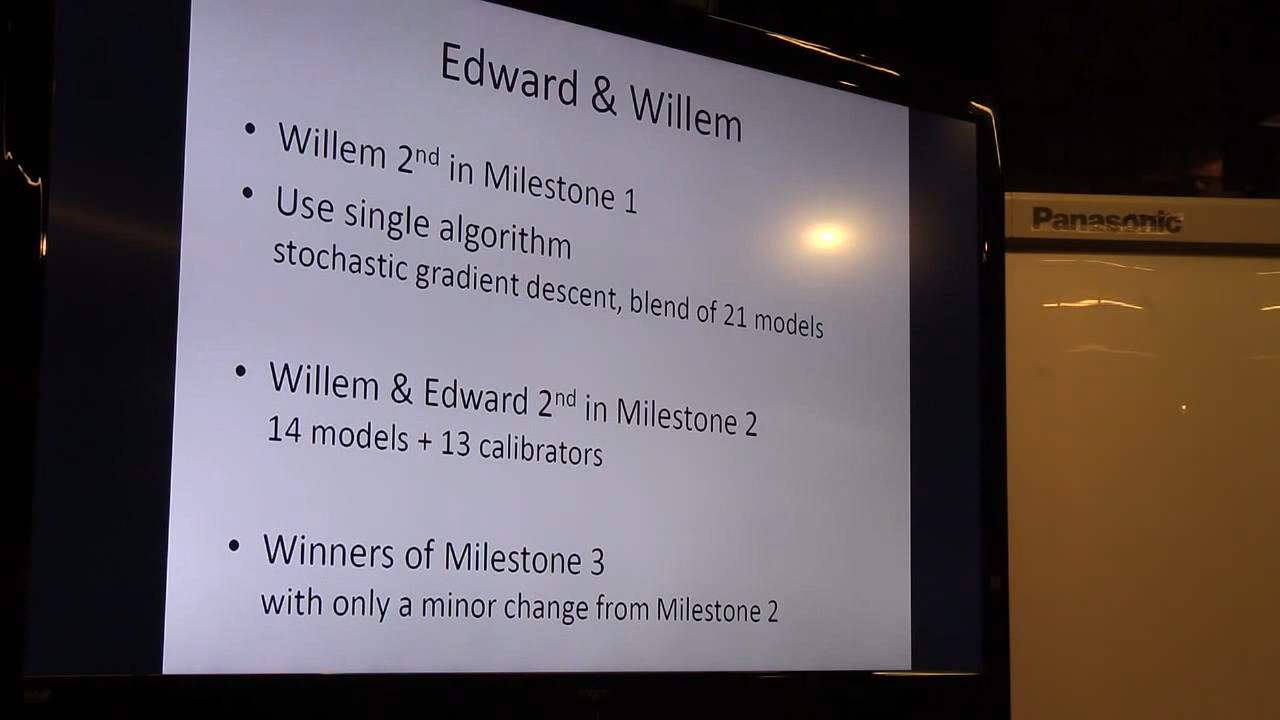 Edward & Willem
• Willem 2nd in Milestone 1
• Use single algorithm
stochastic gradient descent, blend of 21 models
• Willem & Edward 2nd in Milestone 2
14 models + 13 calibrators
• Winners of Milestone 3
with only a minor change from Milestone 2
Panasonic